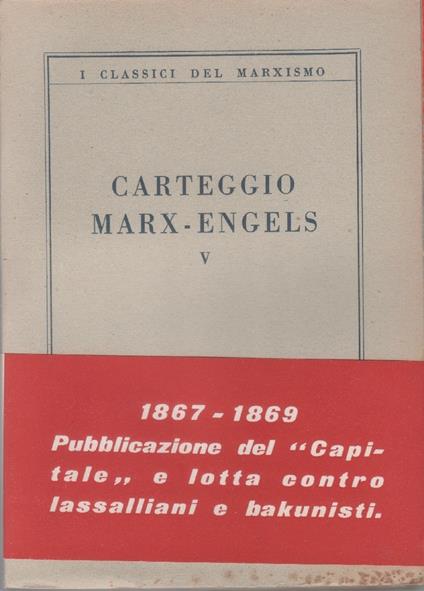 I CLASSICI DEL MARXISMO
CARTEGGIO
MARX-ENGELS
V
1867-1869
Pubblicazione del "Capi-
tale,, e lotta contro
lassalliani e bakunisti.